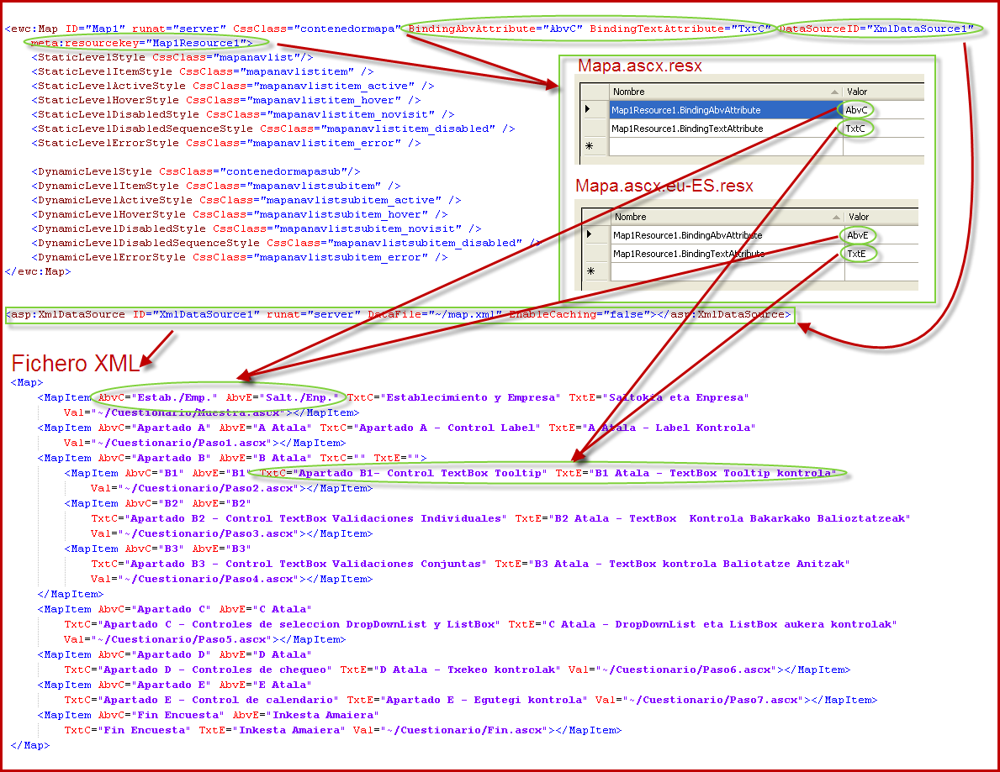 <ewc:Map ID="Map1" runat="server" CssClass="contenedormapa" BindingAbvAttribute="AbvC" BindingTextAttribute="TxtC" DataSourceID="XmlDataSource1"
meta:resourcekey="Map1Resource1">
<StaticLevelStyle CssClass="mapanavlist"/>
<StaticLevelItemStyle CssClass="mapanavlistitem" />
<StaticLevelActiveStyle CssClass="mapanavlistitem_active" />
<StaticLevelHoverStyle CssClass="mapanavlistitem_hover" />
<StaticLevelDisabledStyle CssClass="mapanavlistitem_novisit" />
<StaticLevelDisabledSequenceStyle CssClass="mapanavlistitem_disabled" />
<StaticLevelErrorStyle CssClass="mapanavlistitem_error" />
<DynamicLevelStyle CssClass="contenedormapasub"/>
<DynamicLevelItemStyle CssClass="mapanavlistsubitem" />
<DynamicLevelActiveStyle CssClass="mapanavlistsubitem_active" />
<DynamicLevelHoverStyle CssClass="mapanavlistsubitem_hover" />
<DynamicLevelDisabledStyle CssClass="mapanavlistsubitem_novisit" />
<DynamicLevelDisabledSequenceStyle CssClass="mapanavlistsubitem_disabled" />
<DynamicLevelErrorStyle CssClass="mapanavlistsubitem_error" />
</ewc:Map>
Mapa.ascx.resx
Nombre Valor
Map1Resource1.BindingAbvAttribute AbvC
Map1Resource1.BindingTextAttribute TxtC
Mapa.ascx.eu-ES.resx
Nombre Valor
Map1Resource1.BindingAbvAttribute AbvE
Map1Resource1.BindingTextAttribute TxtE
<asp:XmlDataSource ID="XmlDataSource1" runat="server" DataFile="~/map.xml" EnableCaching="false"></asp:XmlDataSource>
Fichero XML
<Map>
<MapItem AbvC="Estab./Emp." AbvE="Salt./Enp." TxtC="Establecimiento y Empresa" TxtE="Saltokia eta Enpresa"
Val="~/Cuestionario/Muestra.ascx"></MapItem>
<MapItem AbvC="Apartado A" AbvE="A Atala" TxtC="Apartado A - Control Label" TxtE="A Atala - Label Kontrola"
Val="~/Cuestionario/Paso1.ascx"></MapItem>
<MapItem AbvC="Apartado B" AbvE="B Atala" TxtC="" TxtE="">
<MapItem AbvC="B1" AbvE="B1" TxtC="Apartado B1- Control TextBox Tooltip" TxtE="B1 Atala - TextBox Tooltip kontrola"
Val="~/Cuestionario/Paso2.ascx"></MapItem>
<MapItem AbvC="B2" AbvE="B2"
TxtC="Apartado B2 - Control TextBox Validaciones Individuales" TxtE="B2 Atala - TextBox  Kontrola Bakarkako Balioztatzeak"
Val="~/Cuestionario/Paso3.ascx"></MapItem>
<MapItem AbvC="B3" AbvE="B3"
TxtC="Apartado B3 - Control TextBox Validaciones Conjuntas" TxtE="B3 Atala - TextBox kontrola Baliotatze Anitzak"
Val="~/Cuestionario/Paso4.ascx"></MapItem>
</MapItem>
<MapItem AbvC="Apartado C" AbvE="C Atala"
TxtC="Apartado C - Controles de seleccion DropDownList y ListBox" TxtE="C Atala - DropDownList eta ListBox aukera kontrolak"
Val="~/Cuestionario/Paso5.ascx"></MapItem>
<MapItem AbvC="Apartado D" AbvE="D Atala"
TxtC="Apartado D - Controles de chequeo" TxtE="D Atala - Txekeo kontrolak" Val="~/Cuestionario/Paso6.ascx"></MapItem>
<MapItem AbvC="Apartado E" AbvE="E Atala"
TxtC="Apartado E - Control de calendario" TxtE="Apartado E - Egutegi kontrola" Val="~/Cuestionario/Paso7.ascx"></MapItem>
<MapItem AbvC="Fin Encuesta" AbvE="Inkesta Amaiera"
TxtC="Fin Encuesta" TxtE="Inkesta Amaiera" Val="~/Cuestionario/Fin.ascx"></MapItem>
</Map>